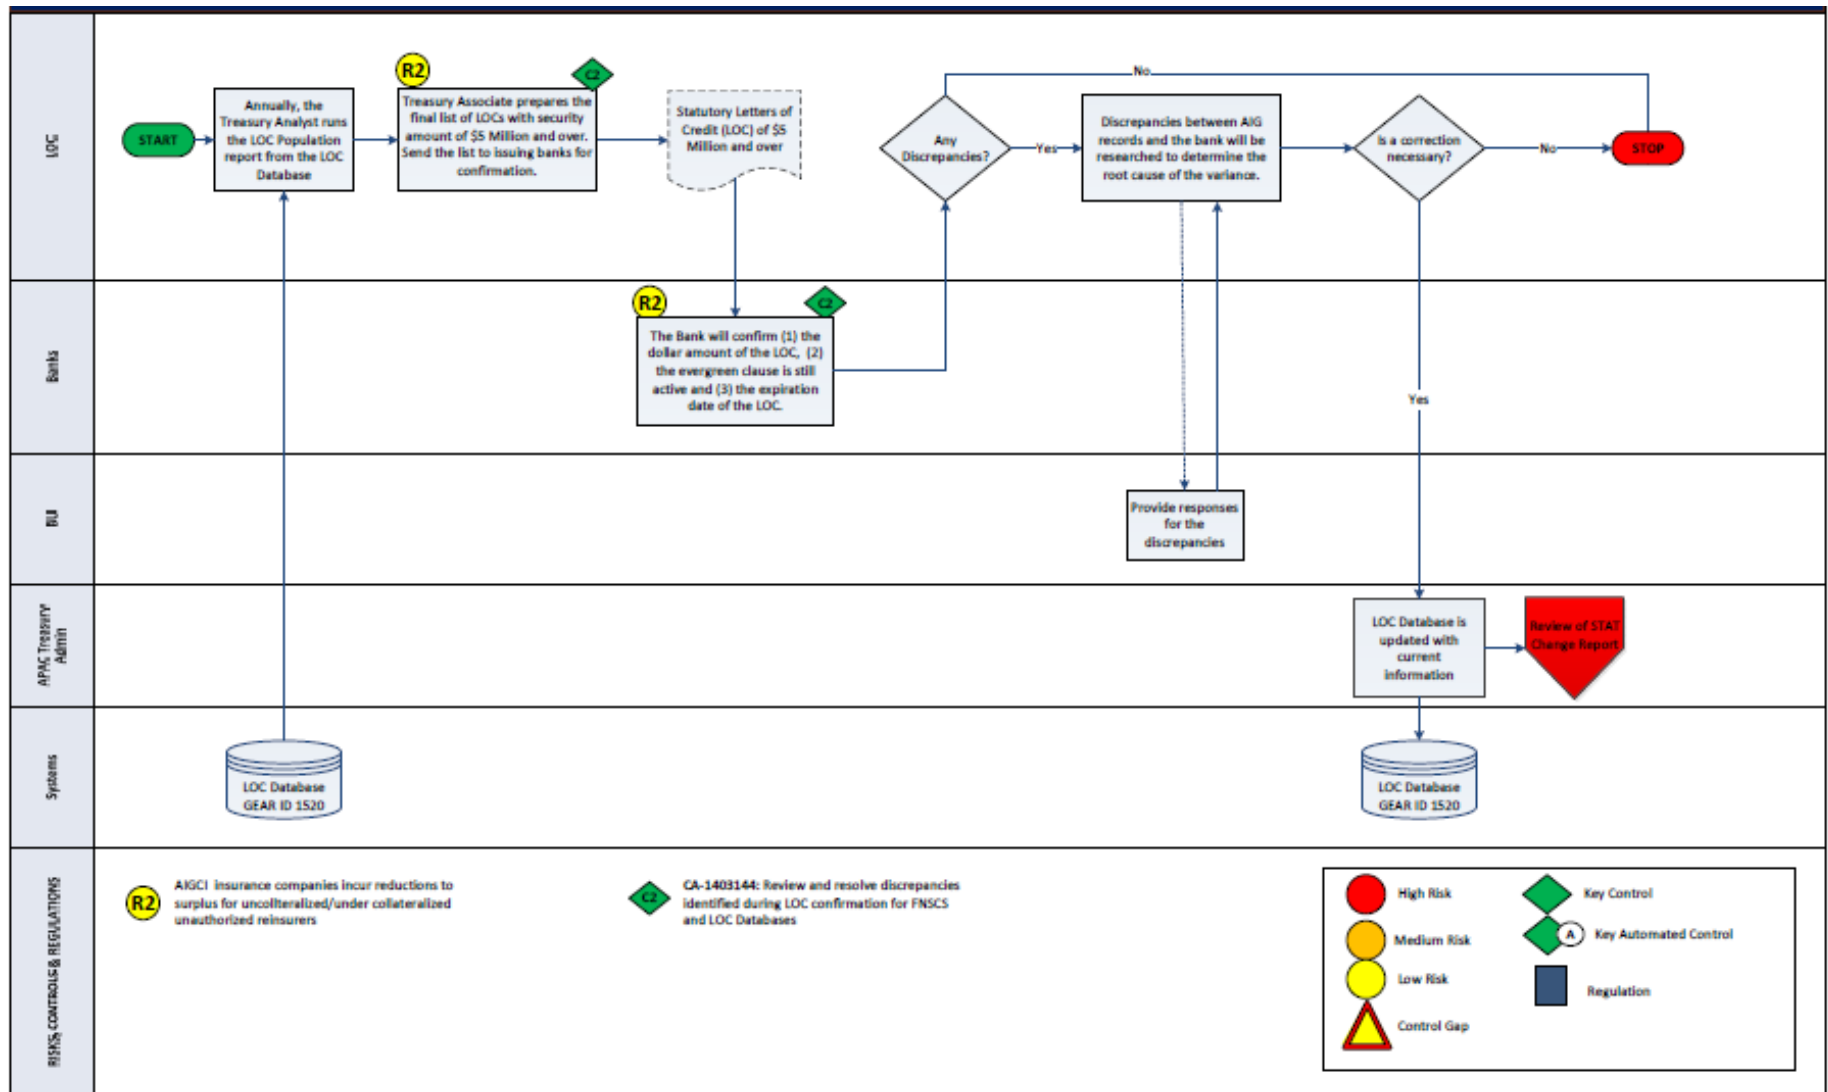 LOC
START
Annually, the
Treasury Analyst runs
the LOC Population
report from the LOC
Database
R2
C2
Treasury Associate prepares the
final list of LOCs with security
amount of $5 Million and over.
Send the list to issuing banks for
confirmation.
Statutory Letters of
Credit (LOC) of $5
Million and over
Any
Discrepancies?
No
Yes
Discrepancies between AIG
records and the bank will be
researched to determine the
root cause of the variance.
Is a correction
necessary?
No
STOP
Banks
R2
C2
The Bank will confirm (1) the
dollar amount of the LOC, (2)
the evergreen clause is still
active and (3) the expiration
date of the LOC.
Yes
BU
Provide responses
for the
discrepancies
APAC Treasury
Admin
LOC Database is
updated with
current
information
Review of STAT
Change Report
Systems
LOC Database
GEAR ID 1520
LOC Database
GEAR ID 1520
RISKS, CONTROLS & REGULATIONS
R2
AIGCI insurance companies incur reductions to
surplus for uncollteralized/under collateralized
unauthorized reinsurers
C2
CA-1403144: Review and resolve discrepancies
identified during LOC confirmation for FNSCS
and LOC Databases
High Risk
Medium Risk
Low Risk
Control Gap
Key Control
A
Key Automated Control
Regulation